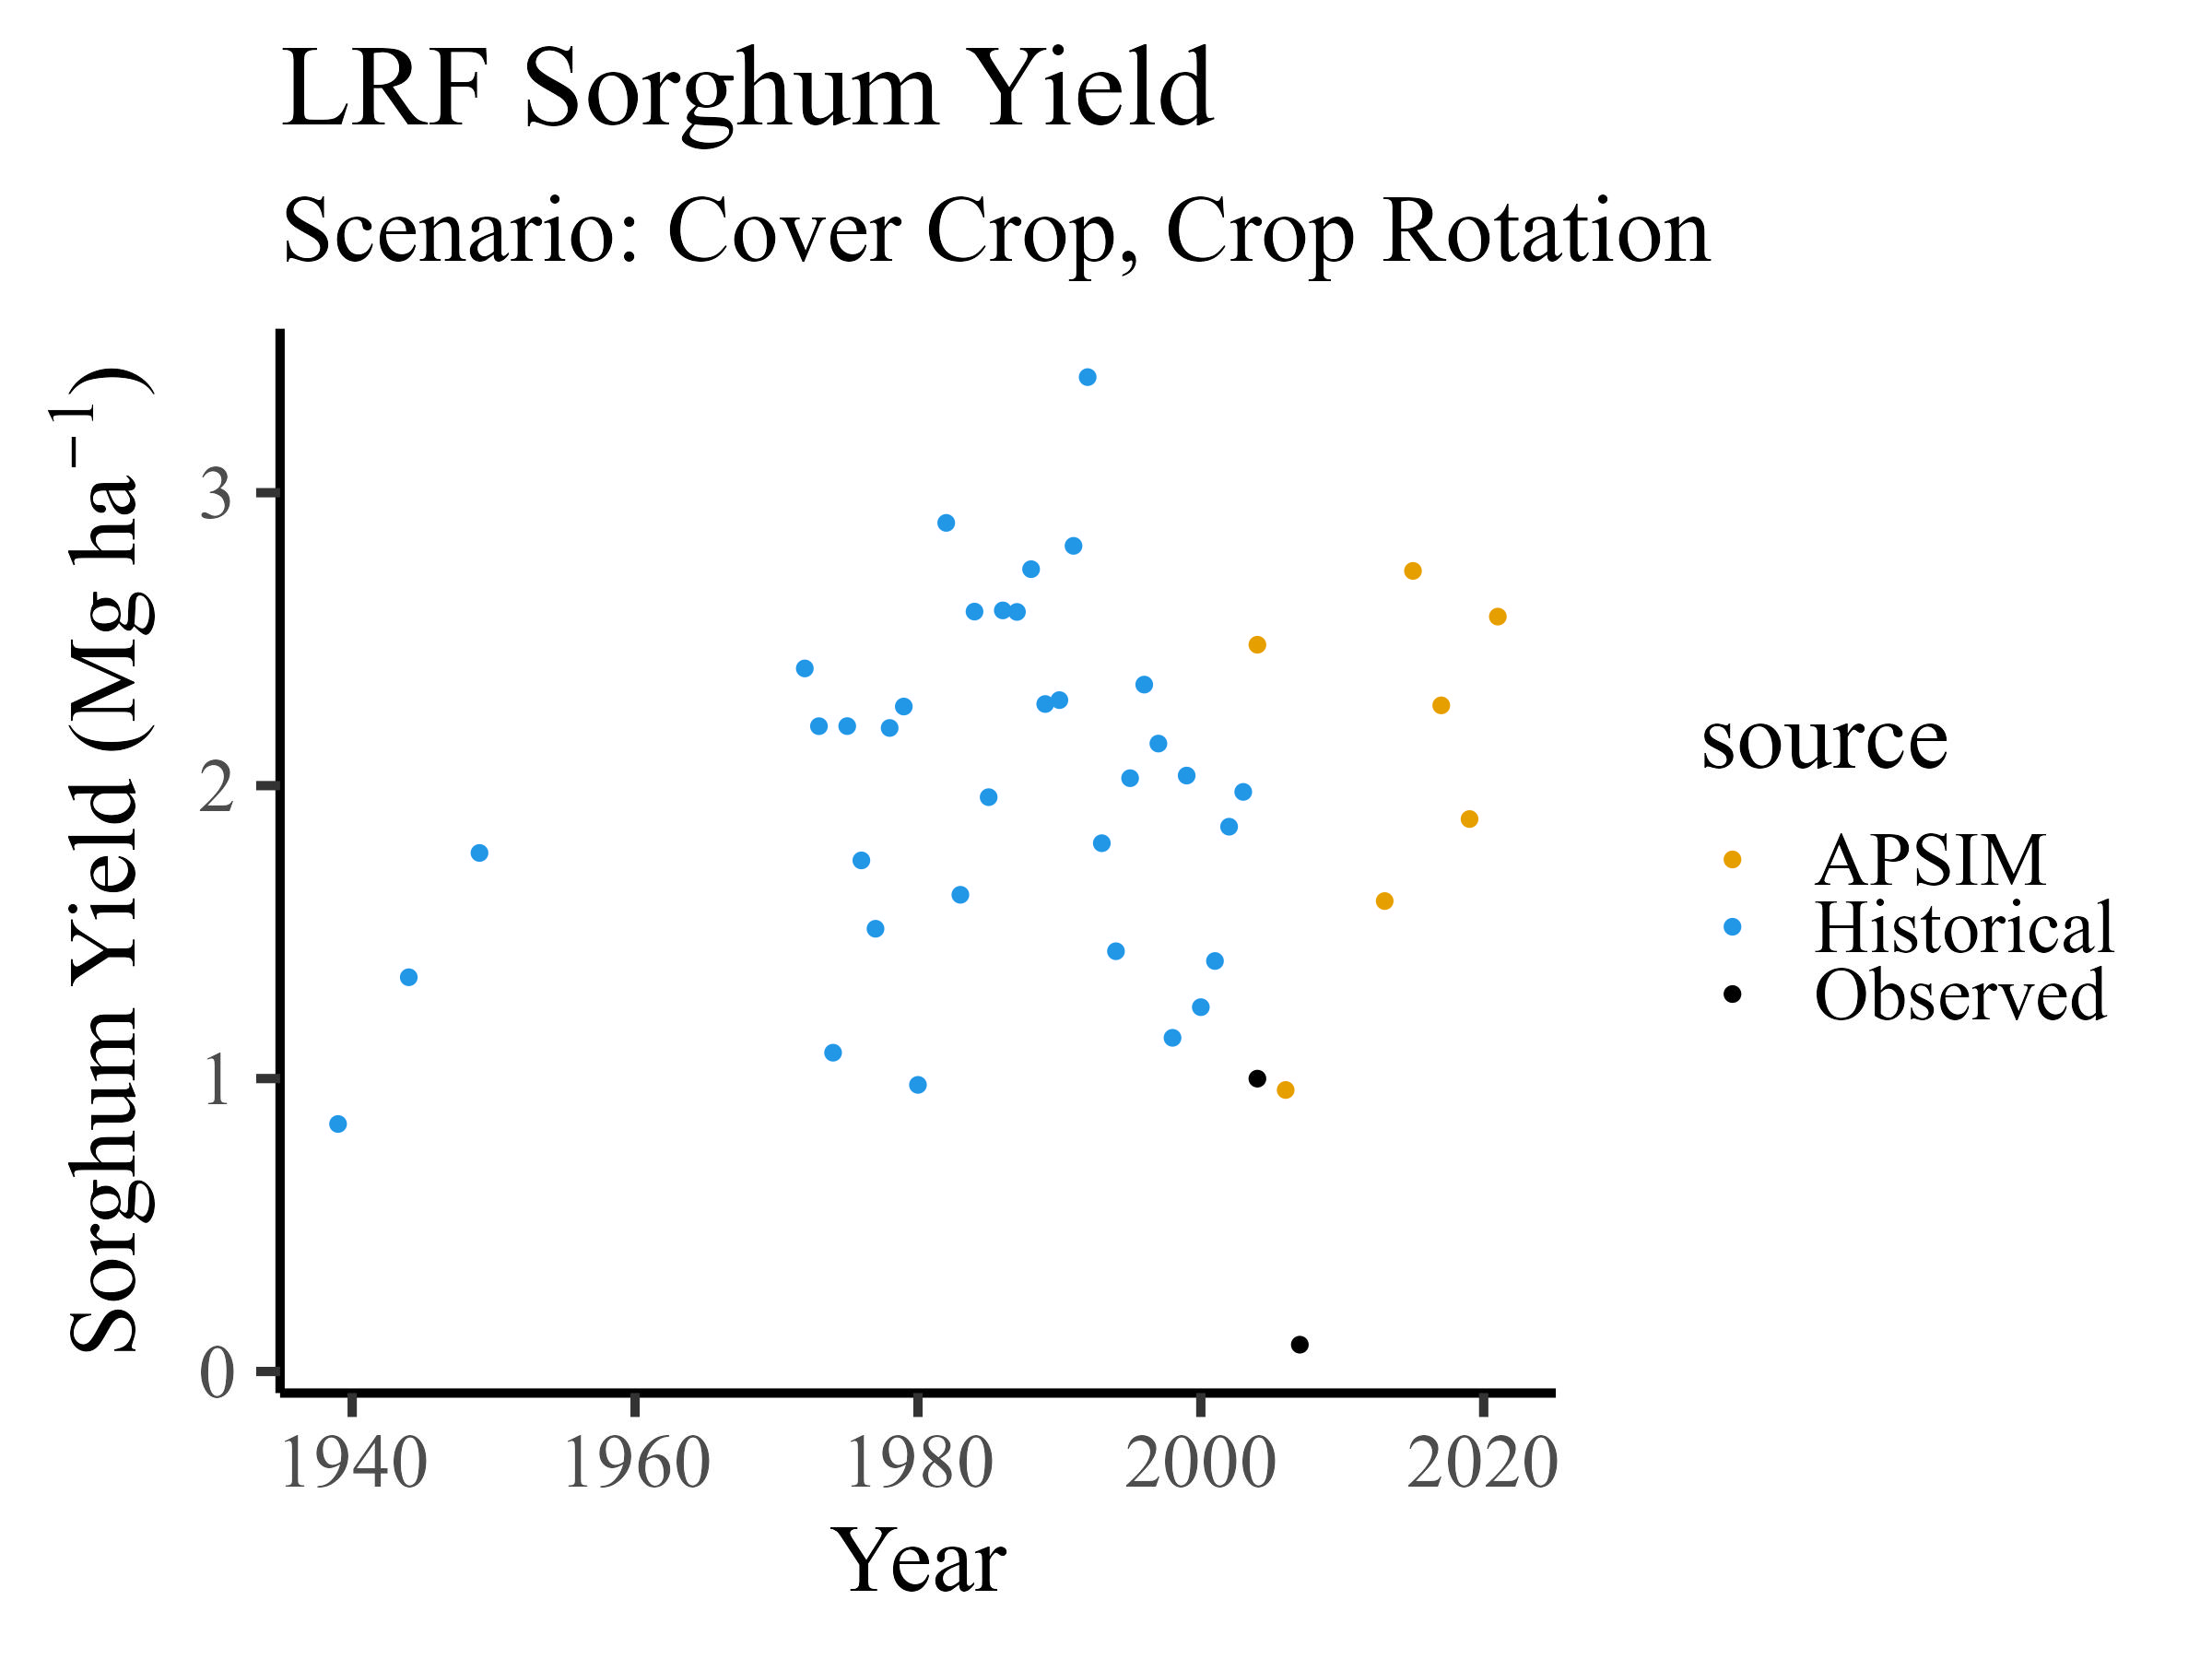 LRF Sorghum Yield
Scenario: Cover Crop, Crop Rotation
Sorghum Yield (Mg ha⁻¹)
3
2
1
0
1940 1960 1980 2000 2020
Year
source
APSIM
Historical
Observed